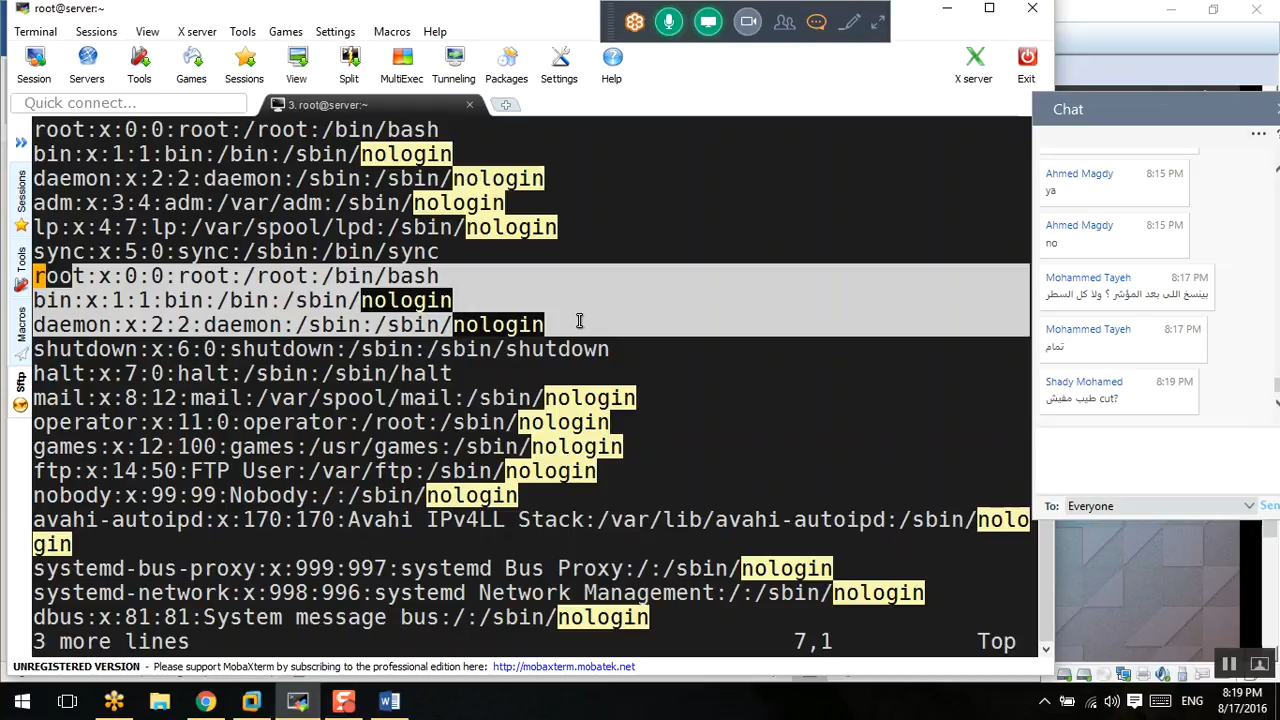 root@server:~
Terminal Sessions View X server Tools Games Settings Macros Help
Session Servers Tools Games Sessions View Split MultiExec Tunneling Packages Settings Help X server Exit
Quick connect...
3. root@server:~
root:x:0:0:root:/root:/bin/bash
bin:x:1:1:bin:/bin:/sbin/nologin
daemon:x:2:2:daemon:/sbin:/sbin/nologin
adm:x:3:4:adm:/var/adm:/sbin/nologin
lp:x:4:7:lp:/var/spool/lpd:/sbin/nologin
sync:x:5:0:sync:/sbin:/bin/sync
root:x:0:0:root:/root:/bin/bash
bin:x:1:1:bin:/bin:/sbin/nologin
daemon:x:2:2:daemon:/sbin:/sbin/nologin
shutdown:x:6:0:shutdown:/sbin:/sbin/shutdown
halt:x:7:0:halt:/sbin:/sbin/halt
mail:x:8:12:mail:/var/spool/mail:/sbin/nologin
operator:x:11:0:operator:/root:/sbin/nologin
games:x:12:100:games:/usr/games:/sbin/nologin
ftp:x:14:50:FTP User:/var/ftp:/sbin/nologin
nobody:x:99:99:Nobody:/:/sbin/nologin
avahi-autoipd:x:170:170:Avahi IPv4LL Stack:/var/lib/avahi-autoipd:/sbin/nolo
gin
systemd-bus-proxy:x:999:997:systemd Bus Proxy:/:/sbin/nologin
systemd-network:x:998:996:systemd Network Management:/:/sbin/nologin
dbus:x:81:81:System message bus:/:/sbin/nologin
3 more lines 7,1 Top
Sessions
Tools
Macros
Sftp
UNREGISTERED VERSION - Please support MobaXterm by subscribing to the professional edition here: http://mobaxterm.mobatek.net
Chat
Ahmed Magdy 8:15 PM
ya
Ahmed Magdy 8:15 PM
no
Mohammed Tayeh 8:17 PM
بينسخ اللى بعد المؤشر ؟ ولا كل السطر
Mohammed Tayeh 8:17 PM
تمام
Shady Mohamed 8:19 PM
طيب مفيش cut?
To: Everyone Sen
ENG 8:19 PM
8/17/2016